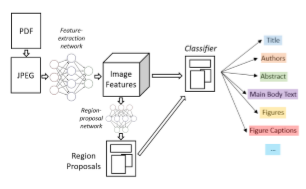 PDF
JPEG
Feature-
extraction
network
Image
Features
Region-
proposal
network
Region
Proposals
Classifier
Title
Authors
Abstract
Main Body Text
Figures
Figure Captions
...